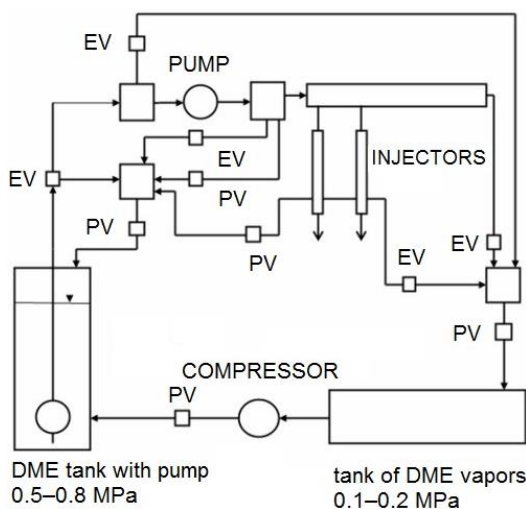 EV
PUMP
EV
INJECTORS
EV
PV
PV
PV
EV
EV
PV
COMPRESSOR
PV
DME tank with pump
0.5–0.8 MPa
tank of DME vapors
0.1–0.2 MPa